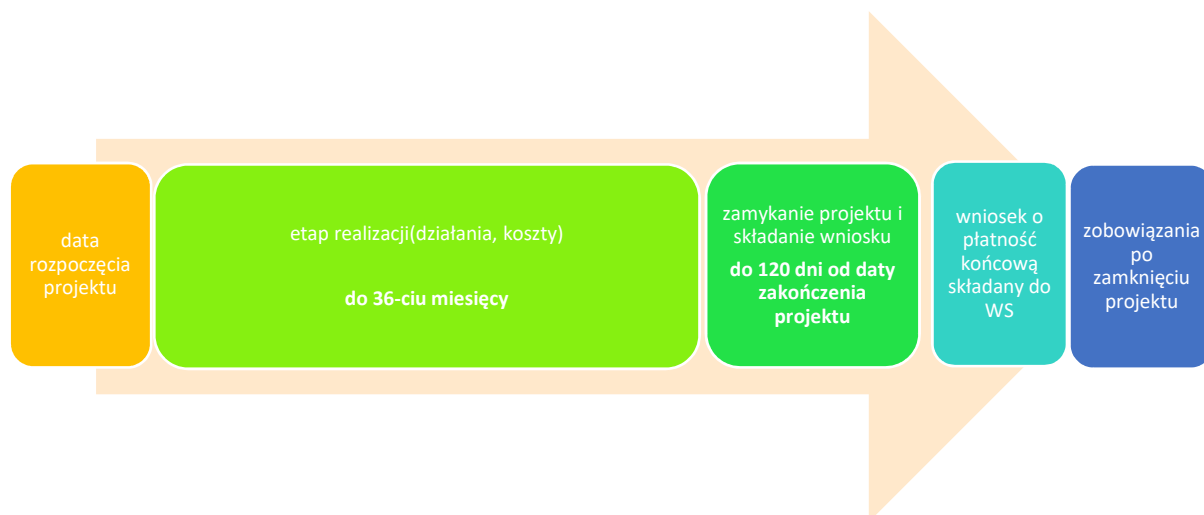 data
rozpoczęcia
projektu
etap realizacji(działania, koszty)
do 36-ciu miesięcy
zamykanie projektu i
składanie wniosku
do 120 dni od daty
zakończenia
projektu
wniosek o
płatność
końcową
składany do
WS
zobowiązania
po
zamknięciu
projektu